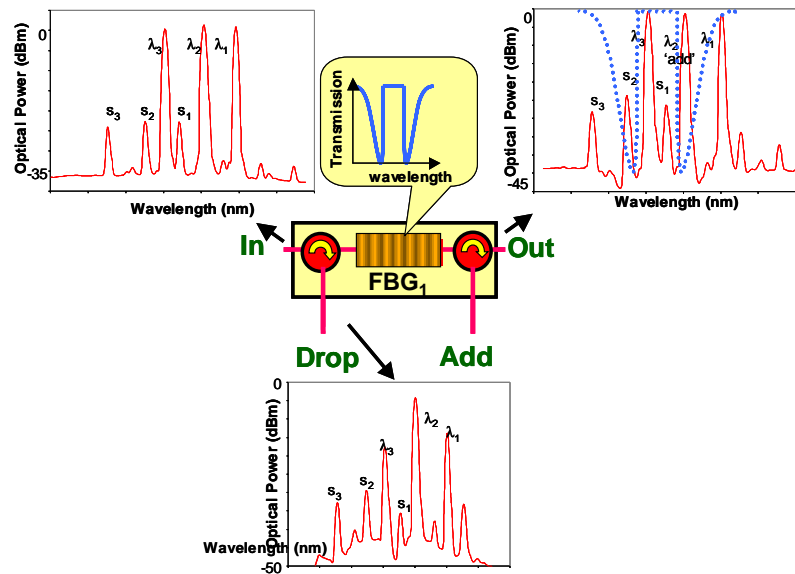 0
Optical Power (dBm)
-35
λ3
λ2
λ1
s3
s2
s1
Wavelength (nm)
Transmission
wavelength
0
Optical Power (dBm)
-45
λ3
λ2
'add'
λ1
s3
s2
s1
Wavelength (nm)
In
Out
FBG1
Drop
Add
0
Optical Power (dBm)
-50
λ3
λ2
λ1
s3
s2
s1
Wavelength (nm)